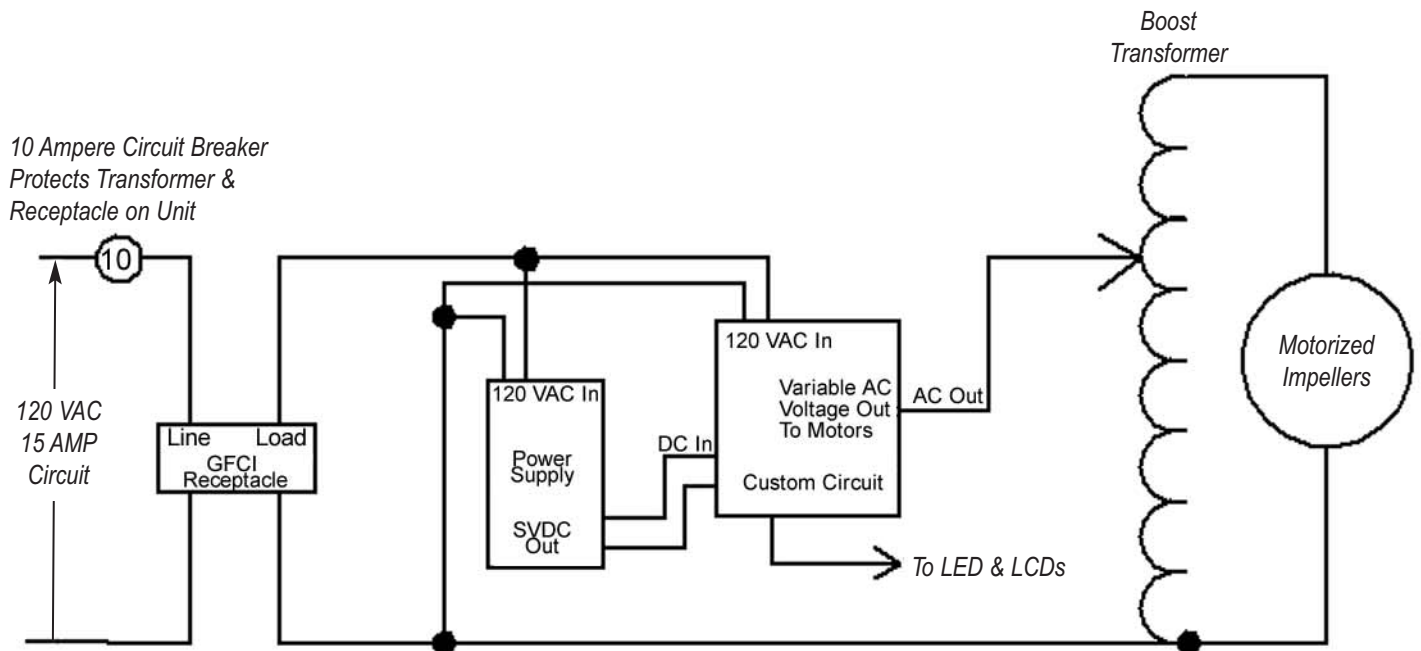 Boost
Transformer
10 Ampere Circuit Breaker
Protects Transformer &
Receptacle on Unit
10
120 VAC
15 AMP
Circuit
Line Load
GFCI
Receptacle
120 VAC In
Power
Supply
SVDC
Out
DC In
120 VAC In
Variable AC
Voltage Out
To Motors
Custom Circuit
AC Out
To LED & LCDs
Motorized
Impellers